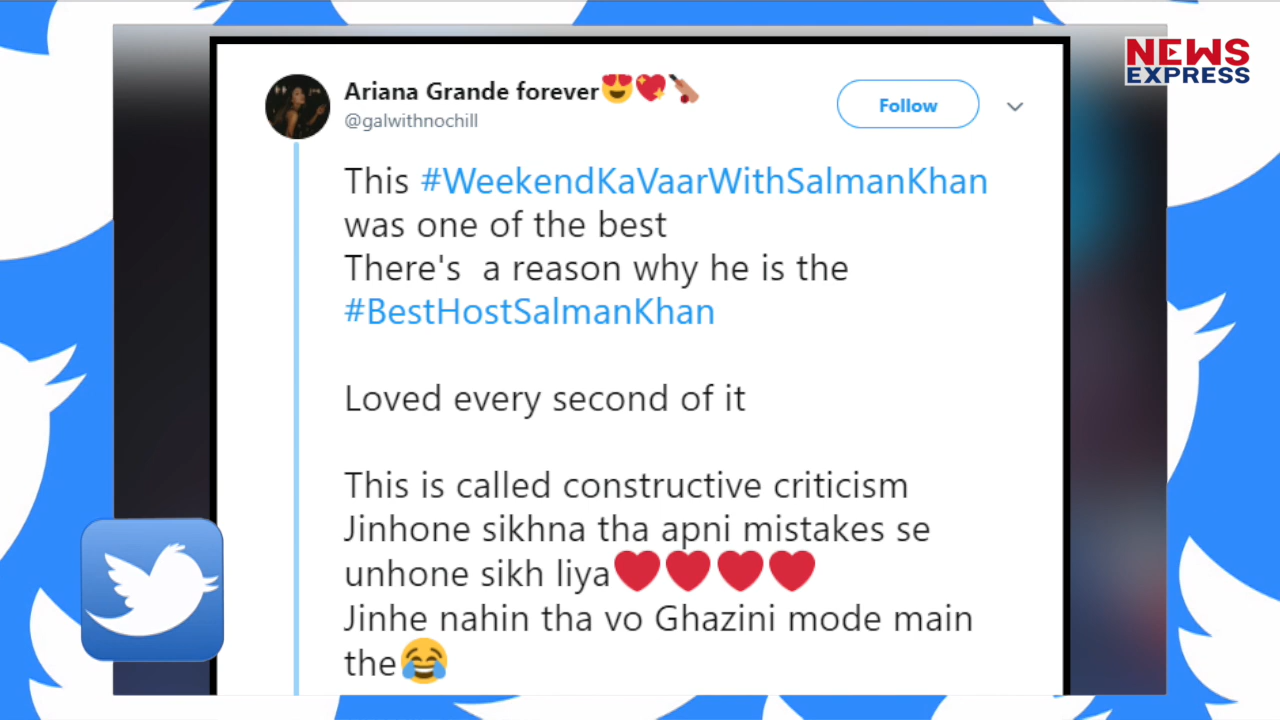 NEWS
EXPRESS
Ariana Grande forever😍💖🏏
@galwithnochill
Follow
This #WeekendKaVaarWithSalmanKhan
was one of the best
There's  a reason why he is the
#BestHostSalmanKhan
Loved every second of it
This is called constructive criticism
Jinhone sikhna tha apni mistakes se
unhone sikh liya❤❤❤❤
Jinhe nahin tha vo Ghazini mode main
the😂